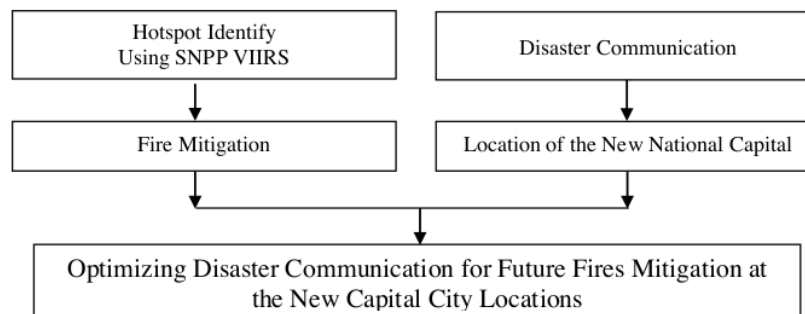 Hotspot Identify
Using SNPP VIIRS
Disaster Communication
Fire Mitigation
Location of the New National Capital
Optimizing Disaster Communication for Future Fires Mitigation at
the New Capital City Locations